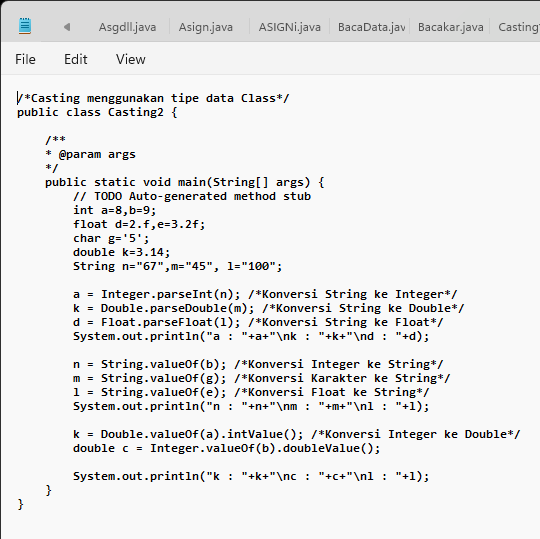 Asgdll.java Asign.java ASIGNi.java BacaData.jav Bacakar.java Casting
File Edit View
/*Casting menggunakan tipe data Class*/
public class Casting2 {
/**
* @param args
*/
public static void main(String[] args) {
// TODO Auto-generated method stub
int a=8,b=9;
float d=2.f,e=3.2f;
char g='5';
double k=3.14;
String n="67",m="45", l="100";
a = Integer.parseInt(n); /*Konversi String ke Integer*/
k = Double.parseDouble(m); /*Konversi String ke Double*/
d = Float.parseFloat(l); /*Konversi String ke Float*/
System.out.println("a : "+a+"\nk : "+k+"\nd : "+d);
n = String.valueOf(b); /*Konversi Integer ke String*/
m = String.valueOf(g); /*Konversi Karakter ke String*/
l = String.valueOf(e); /*Konversi Float ke String*/
System.out.println("n : "+n+"\nm : "+m+"\nl : "+l);
k = Double.valueOf(a).intValue(); /*Konversi Integer ke Double*/
double c = Integer.valueOf(b).doubleValue();
System.out.println("k : "+k+"\nc : "+c+"\nl : "+l);
}
}